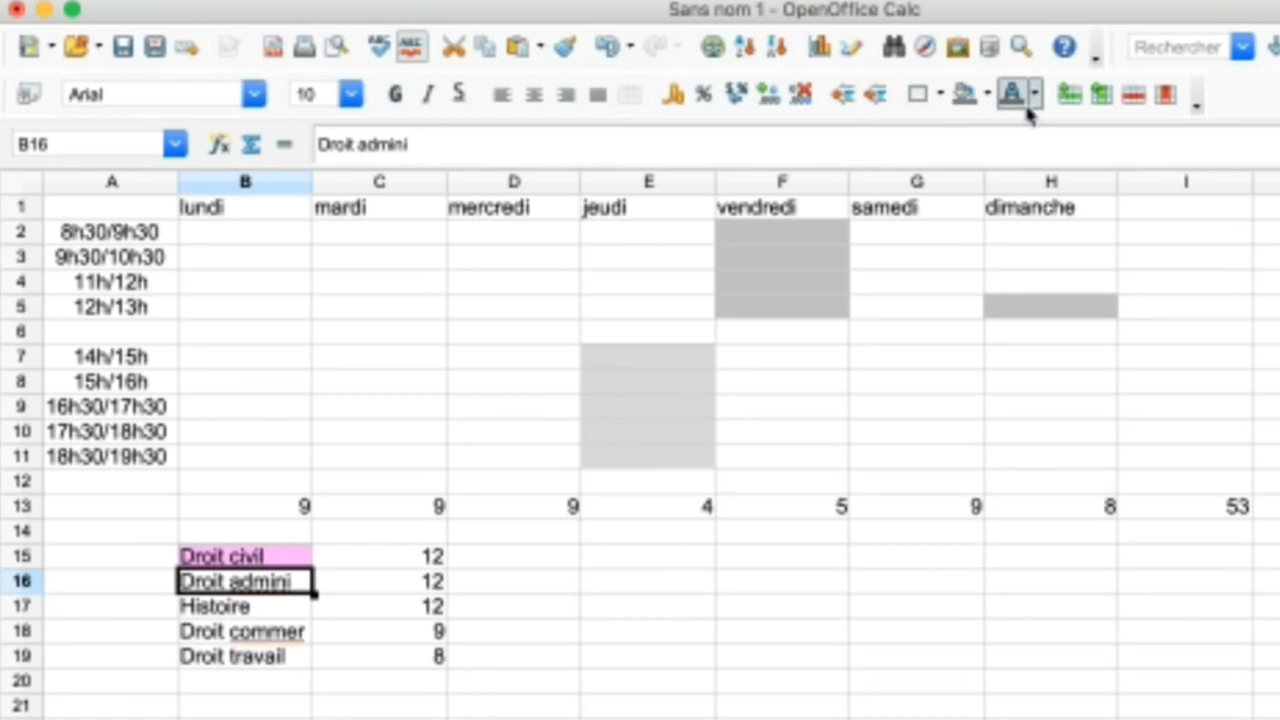 Sans nom 1 - OpenOffice Calc
Rechercher
Arial 10 G I S %
B16 fx Σ = Droit admini
A B C D E F G H I
1 lundi mardi mercredi jeudi vendredi samedi dimanche
2 8h30/9h30
3 9h30/10h30
4 11h/12h
5 12h/13h
6
7 14h/15h
8 15h/16h
9 16h30/17h30
10 17h30/18h30
11 18h30/19h30
12
13 9 9 9 4 5 9 8 53
14
15 Droit civil 12
16 Droit admini 12
17 Histoire 12
18 Droit commer 9
19 Droit travail 8
20
21